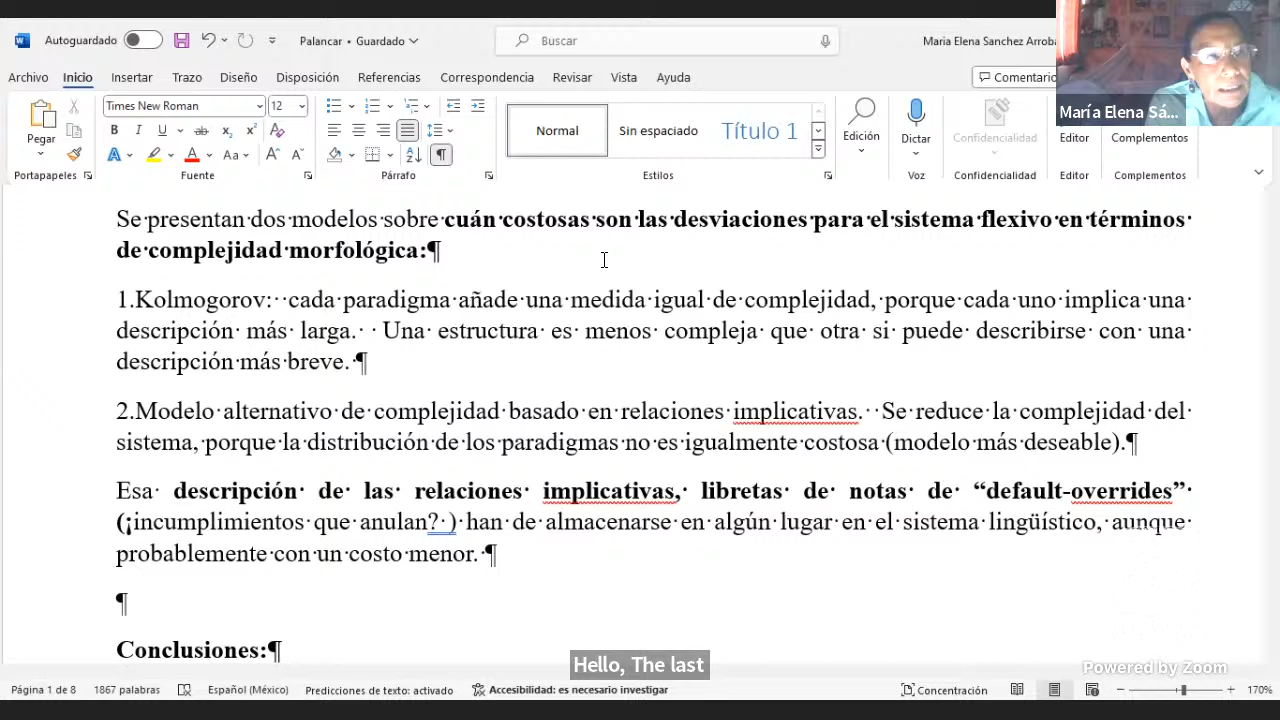 Autoguardado
Palancar • Guardado
Buscar
Maria Elena Sanchez Arroba
Archivo Inicio Insertar Trazo Diseño Disposición Referencias Correspondencia Revisar Vista Ayuda
Comentario
María Elena Sá...
Pegar
Times New Roman 12
Normal
Sin espaciado
Título 1
Edición
Dictar
Confidencialidad
Editor
Complementos
Portapapeles Fuente Párrafo Estilos Voz Confidencialidad Editor Complementos
Se·presentan·dos·modelos·sobre·cuán·costosas·son·las·desviaciones·para·el·sistema·flexivo·en·términos·
de·complejidad·morfológica:¶
1.Kolmogorov:··cada·paradigma·añade·una·medida·igual·de·complejidad,·porque·cada·uno·implica·una·
descripción·más·larga.··Una·estructura·es·menos·compleja·que·otra·si·puede·describirse·con·una·
descripción·más·breve.·¶
2.Modelo·alternativo·de·complejidad·basado·en·relaciones·implicativas.··Se·reduce·la·complejidad·del·
sistema,·porque·la·distribución·de·los·paradigmas·no·es·igualmente·costosa·(modelo·más·deseable).¶
Esa·descripción·de·las·relaciones·implicativas,·libretas·de·notas·de·“default-overrides”·
(¡incumplimientos·que·anulan?·)·han·de·almacenarse·en·algún·lugar·en·el·sistema·lingüístico,·aunque·
probablemente·con·un·costo·menor.·¶
¶
Conclusiones:¶
Hello, The last
Powered by Zoom
Página 1 de 8 1867 palabras Español (México) Predicciones de texto: activado Accesibilidad: es necesario investigar Concentración 170%